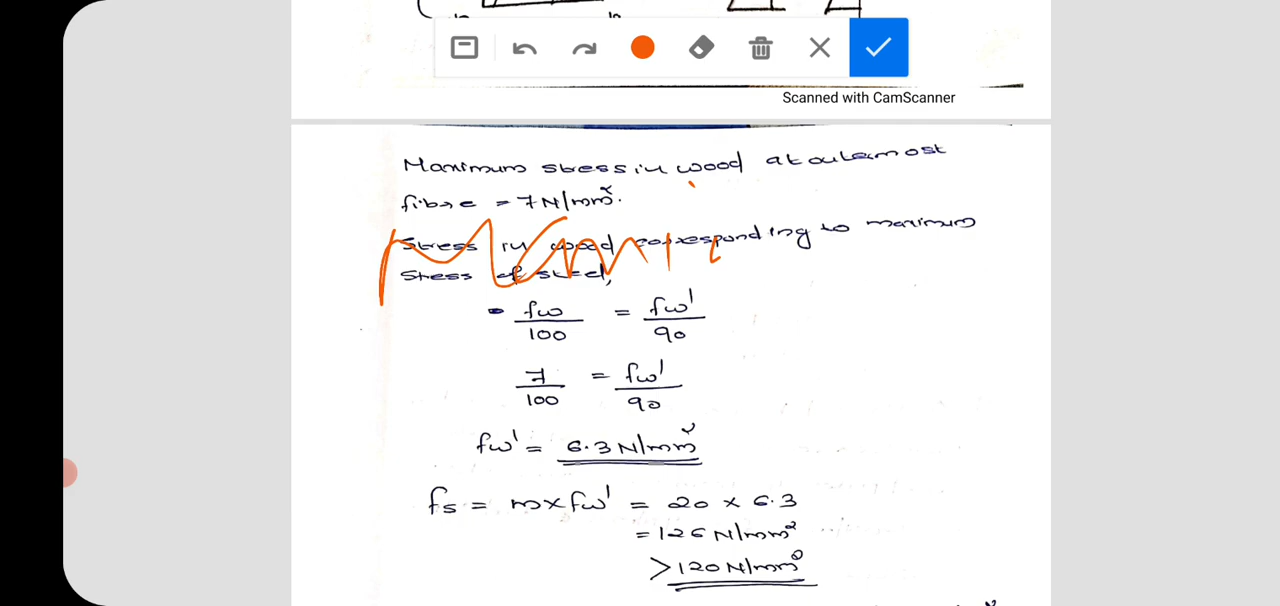 Scanned with CamScanner
Maximum stress in wood at outermost
fibre = 7 N/mm².
Stress in wood corresponding to maximum
stress of steel,
fw/100 = fw'/90
7/100 = fw'/90
fw' = 6.3 N/mm²
fs = m × fw' = 20 × 6.3
= 126 N/mm²
> 120 N/mm²